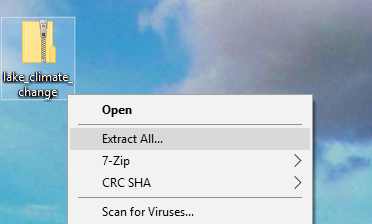 lake_climate_
change
Open
Extract All...
7-Zip
CRC SHA
Scan for Viruses...